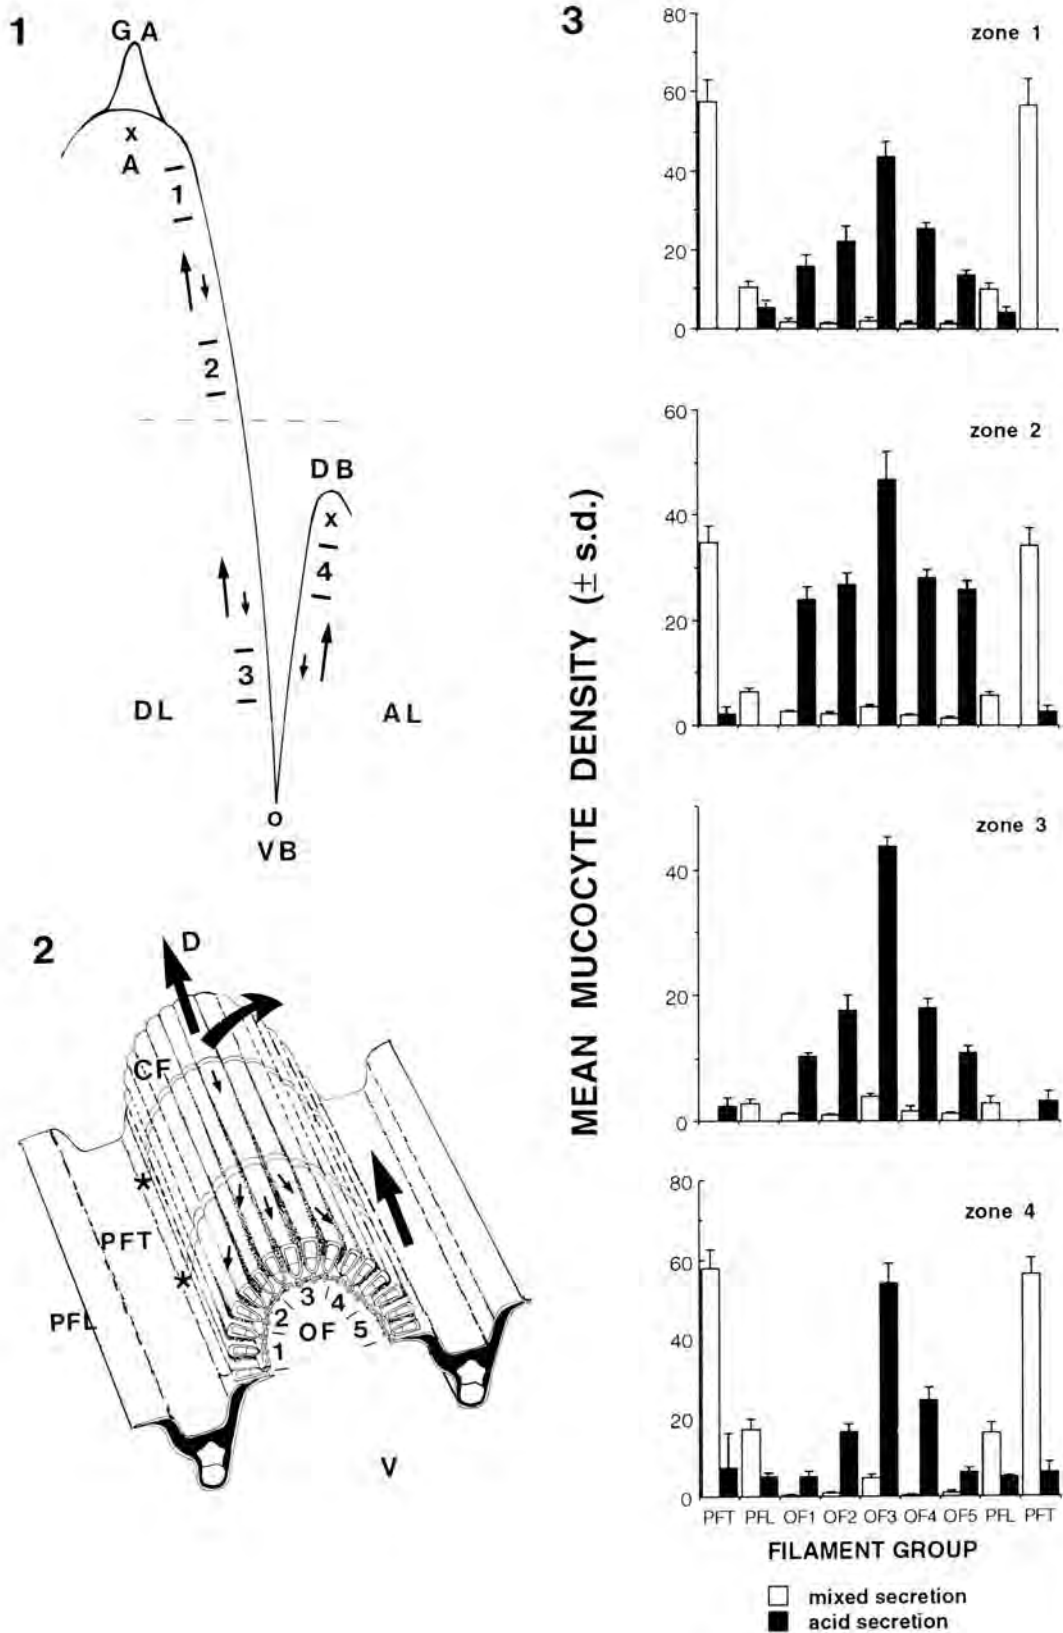 1
G A
x
A
1
2
D B
x
4
3
DL
AL
o
VB
2
D
CF
*
PFT
*
PFL
1
2
3
4
5
OF
V
3
MEAN MUCOCYTE DENSITY (± s.d.)
zone 1
80
60
40
20
0
zone 2
60
40
20
0
zone 3
40
20
0
zone 4
80
60
40
20
0
PFT PFL OF1 OF2 OF3 OF4 OF5 PFL PFT
FILAMENT GROUP
mixed secretion
acid secretion